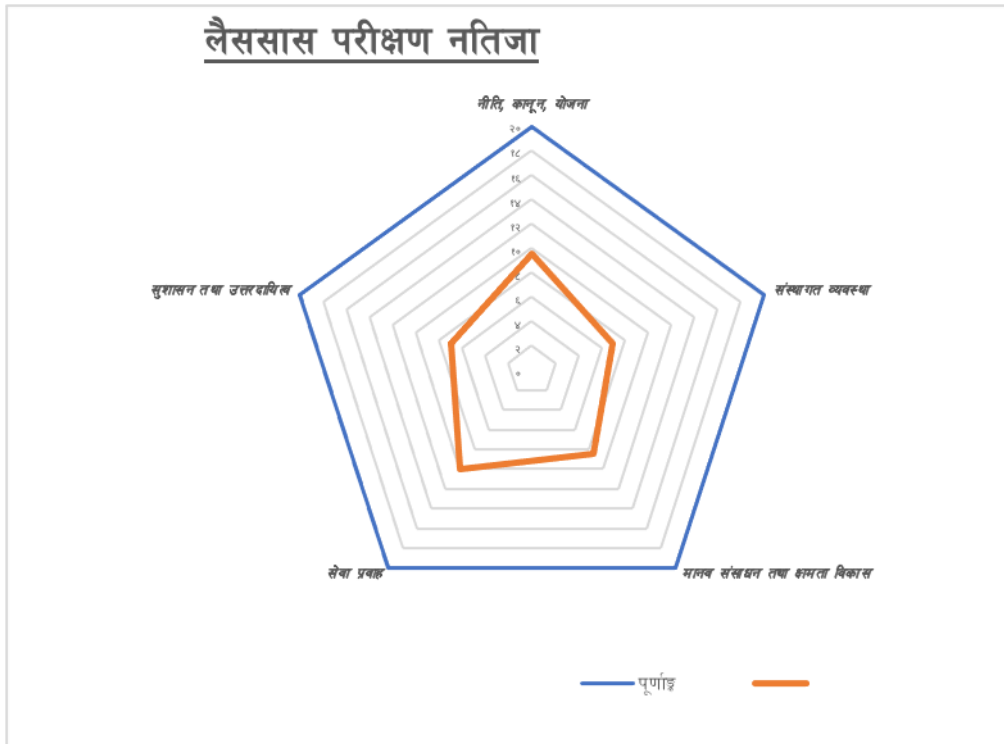 लैससास परीक्षण नतिजा
नीति, कानून, योजना
२०
१८
१६
१४
१२
१०
८
६
४
२
०
सुशासन तथा उत्तरदायित्व
संस्थागत व्यवस्था
सेवा प्रवाह
मानव संसाधन तथा क्षमता विकास
पूर्णाङ्क